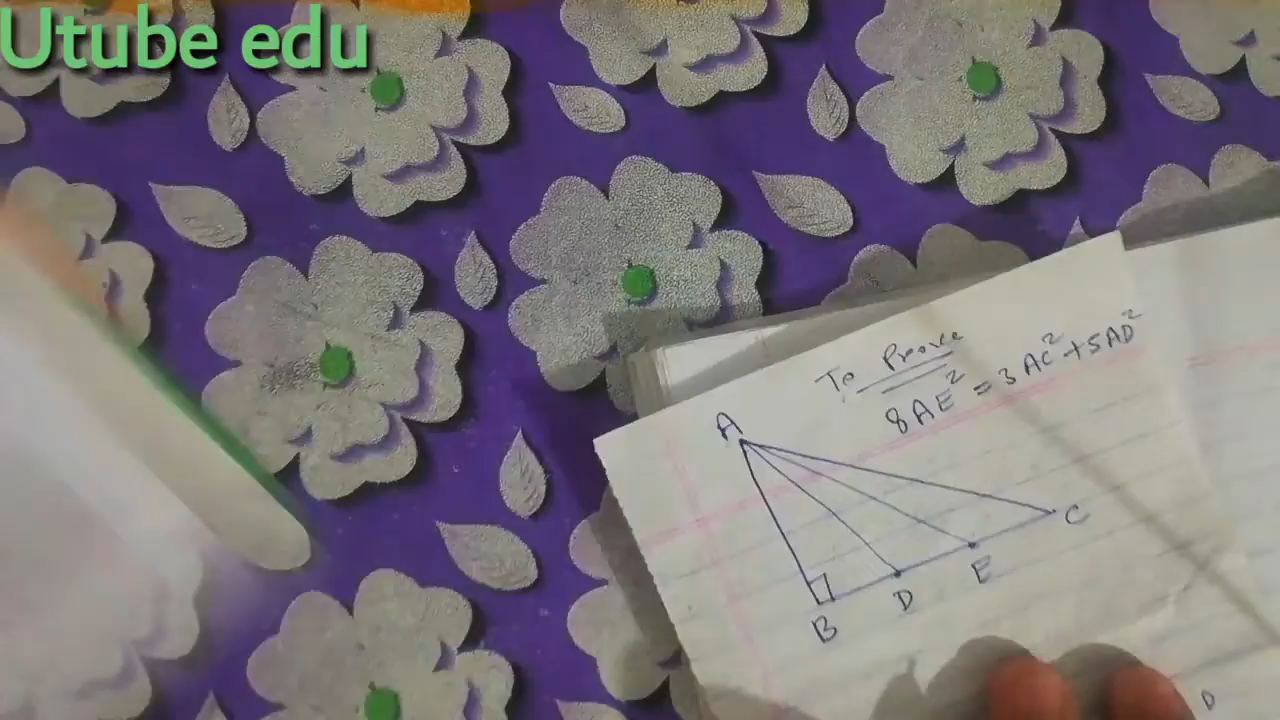 Utube edu
To Prove
8AE² = 3AC² + 5AD²
A
C
E
D
B
D